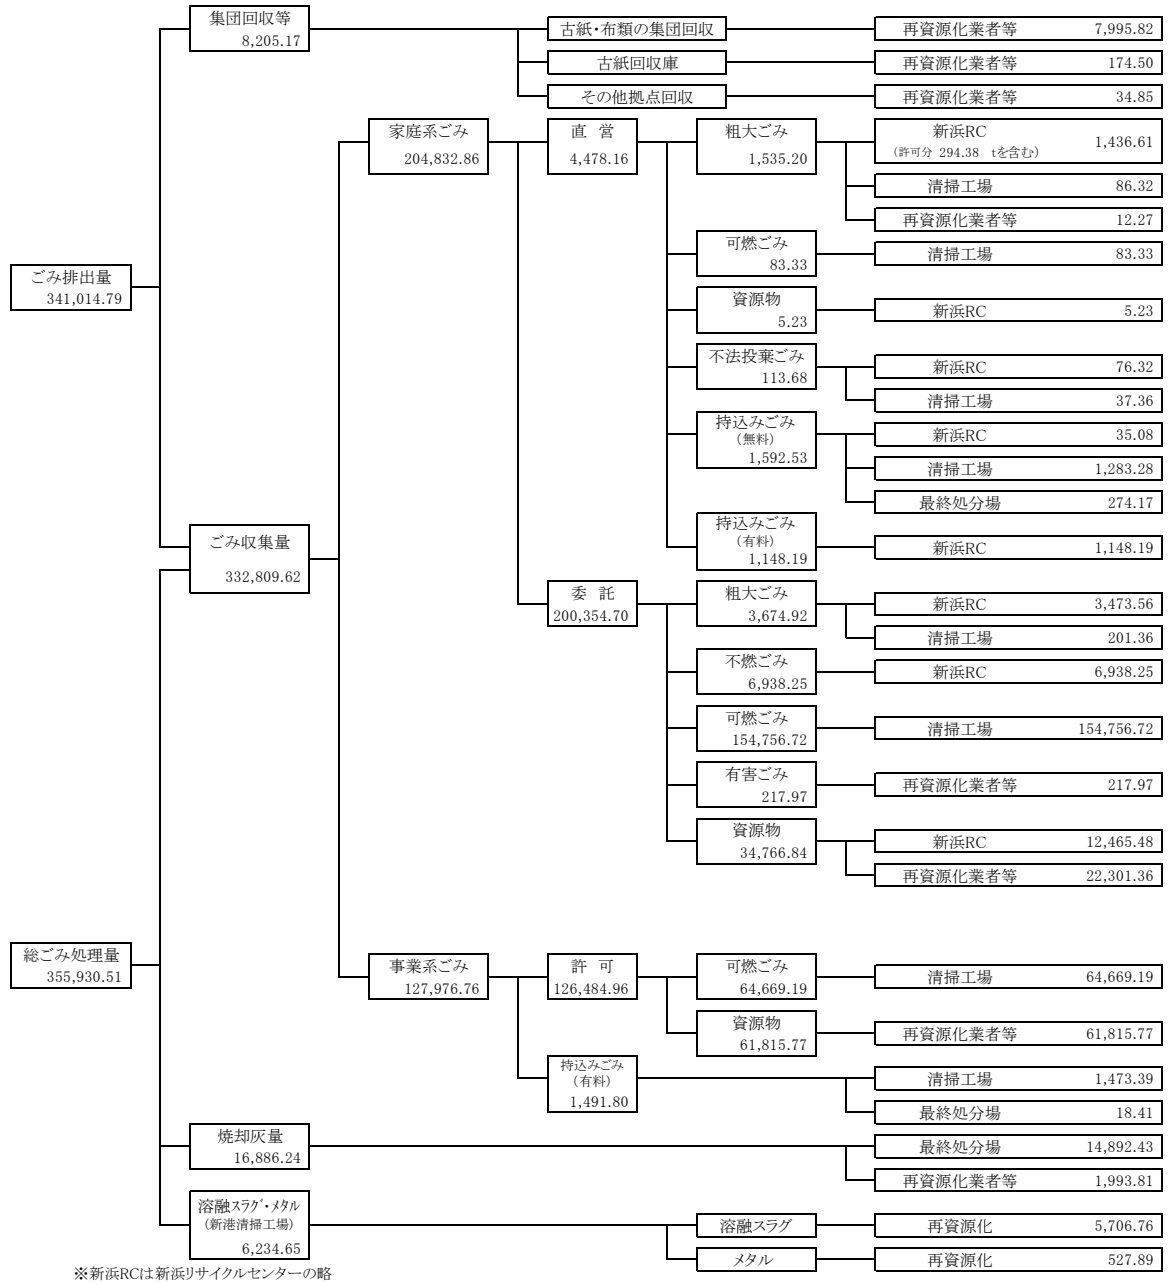 集団回収等
8,205.17
古紙・布類の集団回収
再資源化業者等 7,995.82
古紙回収庫
再資源化業者等 174.50
その他拠点回収
再資源化業者等 34.85
ごみ排出量
341,014.79
家庭系ごみ
204,832.86
直 営
4,478.16
粗大ごみ
1,535.20
新浜RC 1,436.61
（許可分 294.38 tを含む）
清掃工場 86.32
再資源化業者等 12.27
可燃ごみ
83.33
清掃工場 83.33
資源物
5.23
新浜RC 5.23
不法投棄ごみ
113.68
新浜RC 76.32
清掃工場 37.36
持込みごみ
（無料）
1,592.53
新浜RC 35.08
清掃工場 1,283.28
最終処分場 274.17
持込みごみ
（有料）
1,148.19
新浜RC 1,148.19
ごみ収集量
332,809.62
委 託
200,354.70
粗大ごみ
3,674.92
新浜RC 3,473.56
清掃工場 201.36
不燃ごみ
6,938.25
新浜RC 6,938.25
可燃ごみ
154,756.72
清掃工場 154,756.72
有害ごみ
217.97
再資源化業者等 217.97
資源物
34,766.84
新浜RC 12,465.48
再資源化業者等 22,301.36
総ごみ処理量
355,930.51
事業系ごみ
127,976.76
許 可
126,484.96
可燃ごみ
64,669.19
清掃工場 64,669.19
資源物
61,815.77
再資源化業者等 61,815.77
持込みごみ
（有料）
1,491.80
清掃工場 1,473.39
最終処分場 18.41
焼却灰量
16,886.24
最終処分場 14,892.43
再資源化業者等 1,993.81
溶融ｽﾗｸﾞ・ﾒﾀﾙ
（新港清掃工場）
6,234.65
溶融スラグ
再資源化 5,706.76
メタル
再資源化 527.89
※新浜RCは新浜リサイクルセンターの略